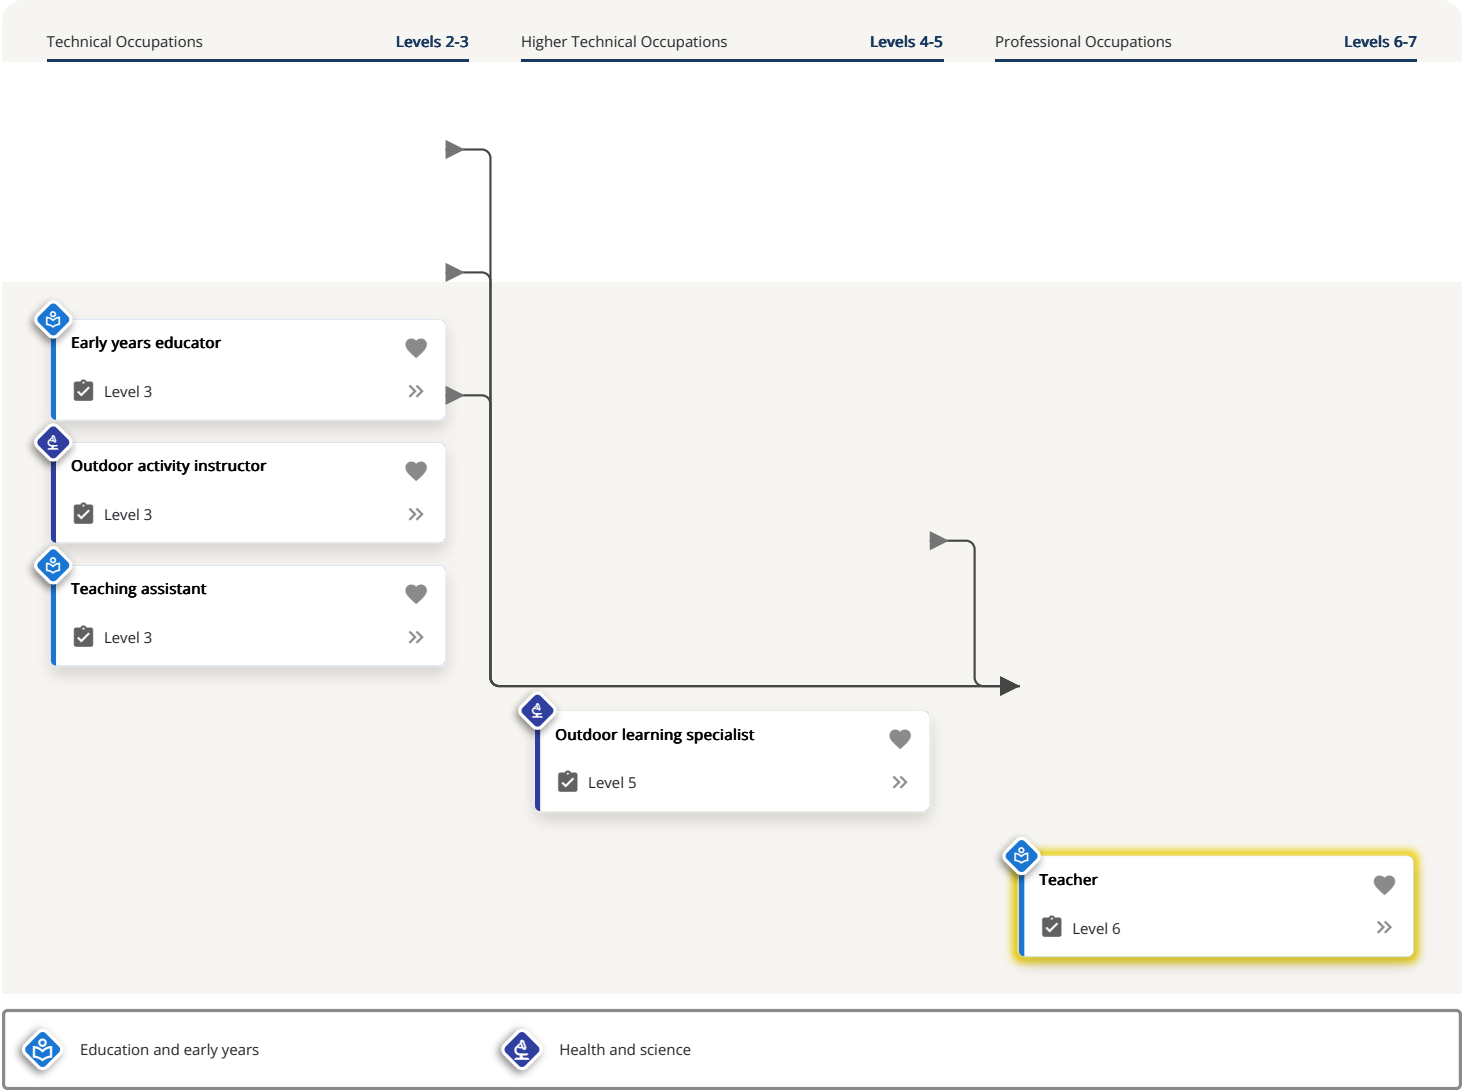 Technical Occupations Levels 2-3
Higher Technical Occupations Levels 4-5
Professional Occupations Levels 6-7
Early years educator
Level 3
Outdoor activity instructor
Level 3
Teaching assistant
Level 3
Outdoor learning specialist
Level 5
Teacher
Level 6
Education and early years
Health and science